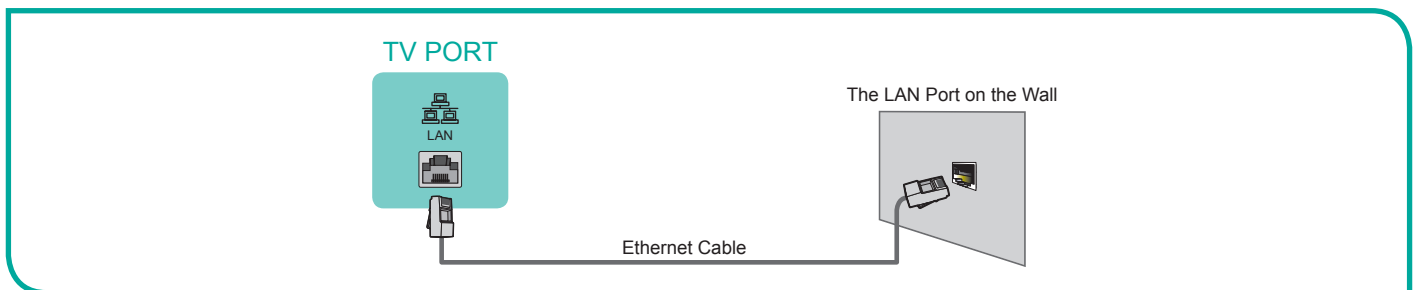 TV PORT
LAN
The LAN Port on the Wall
Ethernet Cable